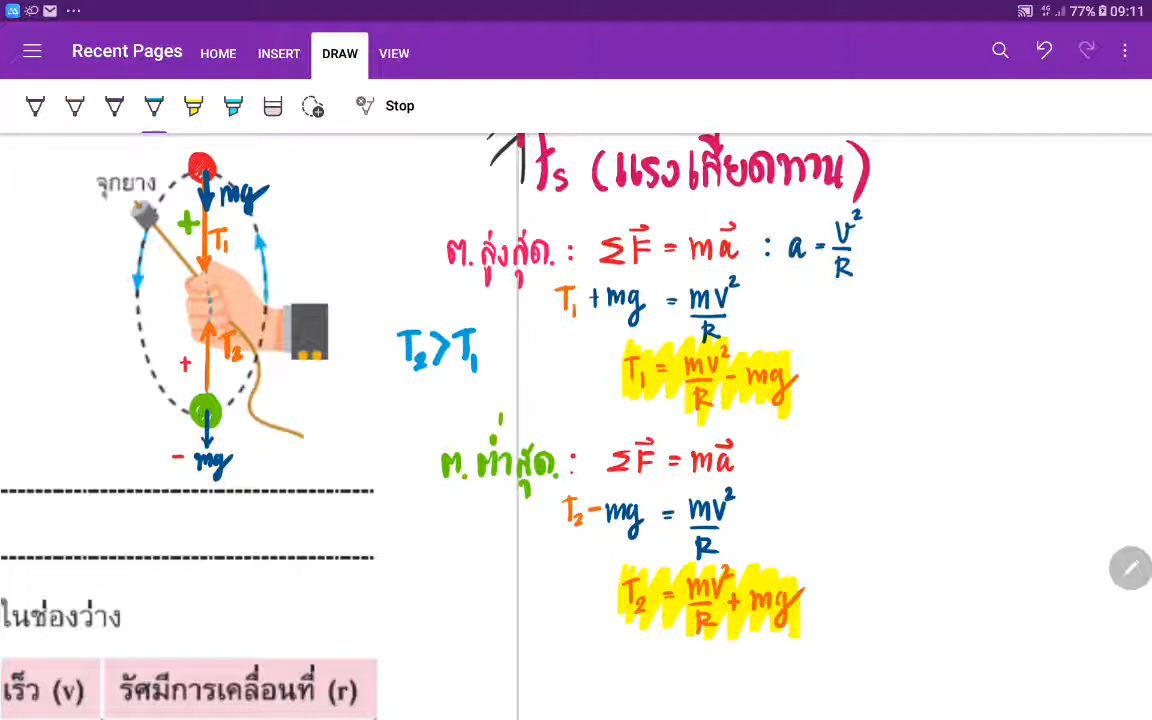 09:11
77%
4G
Recent Pages
HOME
INSERT
DRAW
VIEW
Stop
fs (แรงเสียดทาน)
จุกยาง
mg
+
T1
T2
+
- mg
T2 > T1
ต. สูงสุด : ΣF⃗ = ma⃗ : a = v²/R
T1 + mg = mv²/R
T1 = mv²/R - mg
ต. ต่ำสุด : ΣF⃗ = ma⃗
T2 - mg = mv²/R
T2 = mv²/R + mg
ในช่องว่าง
เร็ว (v)
รัศมีการเคลื่อนที่ (r)